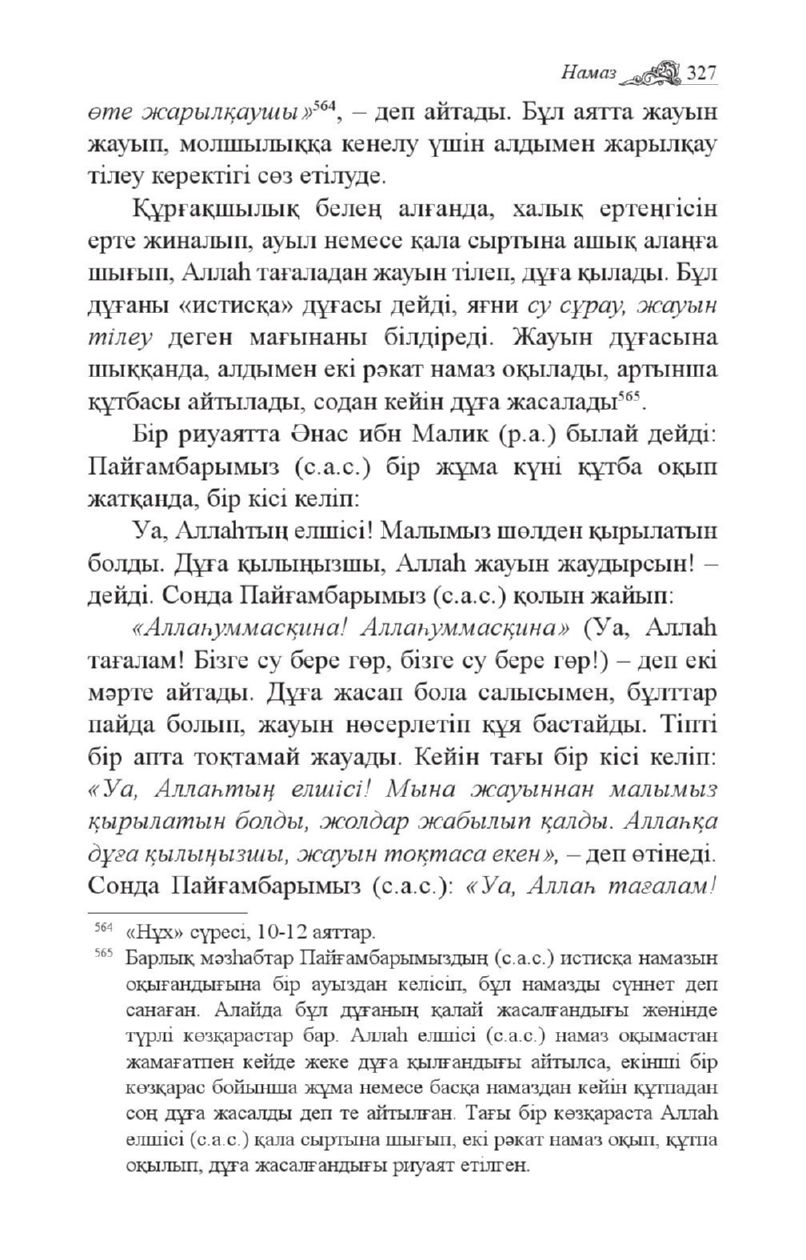 Намаз 327
өте жарылқаушы»⁵⁶⁴, – деп айтады. Бұл аятта жауын
жауып, молшылыққа кенелу үшін алдымен жарылқау
тілеу керектігі сөз етілуде.
Құрғақшылық белең алғанда, халық ертеңгісін
ерте жиналып, ауыл немесе қала сыртына ашық алаңға
шығып, Аллаһ тағаладан жауын тілеп, дұға қылады. Бұл
дұғаны «истисқа» дұғасы дейді, яғни су сұрау, жауын
тілеу деген мағынаны білдіреді. Жауын дұғасына
шыққанда, алдымен екі рәкат намаз оқылады, артынша
құтбасы айтылады, содан кейін дұға жасалады⁵⁶⁵.
Бір риуаятта Әнас ибн Малик (р.а.) былай дейді:
Пайғамбарымыз (с.а.с.) бір жұма күні құтба оқып
жатқанда, бір кісі келіп:
Уа, Аллаһтың елшісі! Малымыз шөлден қырылатын
болды. Дұға қылыңызшы, Аллаһ жауын жаудырсын! –
дейді. Сонда Пайғамбарымыз (с.а.с.) қолын жайып:
«Аллаһуммасқина! Аллаһуммасқина» (Уа, Аллаһ
тағалам! Бізге су бере гөр, бізге су бере гөр!) – деп екі
мәрте айтады. Дұға жасап бола салысымен, бұлттар
пайда болып, жауын нөсерлетіп құя бастайды. Тіпті
бір апта тоқтамай жауады. Кейін тағы бір кісі келіп:
«Уа, Аллаһтың елшісі! Мына жауыннан малымыз
қырылатын болды, жолдар жабылып қалды. Аллаһқа
дұға қылыңызшы, жауын тоқтаса екен», – деп өтінеді.
Сонда Пайғамбарымыз (с.а.с.): «Уа, Аллаһ тағалам!
⁵⁶⁴ «Нұх» сүресі, 10-12 аяттар.
⁵⁶⁵ Барлық мәзһабтар Пайғамбарымыздың (с.а.с.) истисқа намазын
оқығандығына бір ауыздан келісіп, бұл намазды сүннет деп
санаған. Алайда бұл дұғаның қалай жасалғандығы жөнінде
түрлі көзқарастар бар. Аллаһ елшісі (с.а.с.) намаз оқымастан
жамағатпен кейде жеке дұға қылғандығы айтылса, екінші бір
көзқарас бойынша жұма немесе басқа намаздан кейін құтпадан
соң дұға жасалды деп те айтылған. Тағы бір көзқараста Аллаһ
елшісі (с.а.с.) қала сыртына шығып, екі рәкат намаз оқып, құтпа
оқылып, дұға жасалғандығы риуаят етілген.